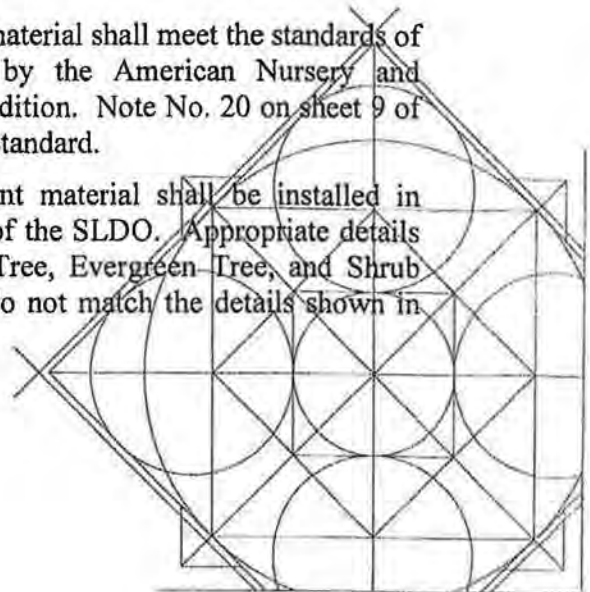 material shall meet the standards of
by the American Nursery and
dition. Note No. 20 on sheet 9 of
standard.
nt material shall be installed in
of the SLDO. Appropriate details
Tree, Evergreen Tree, and Shrub
o not match the details shown in